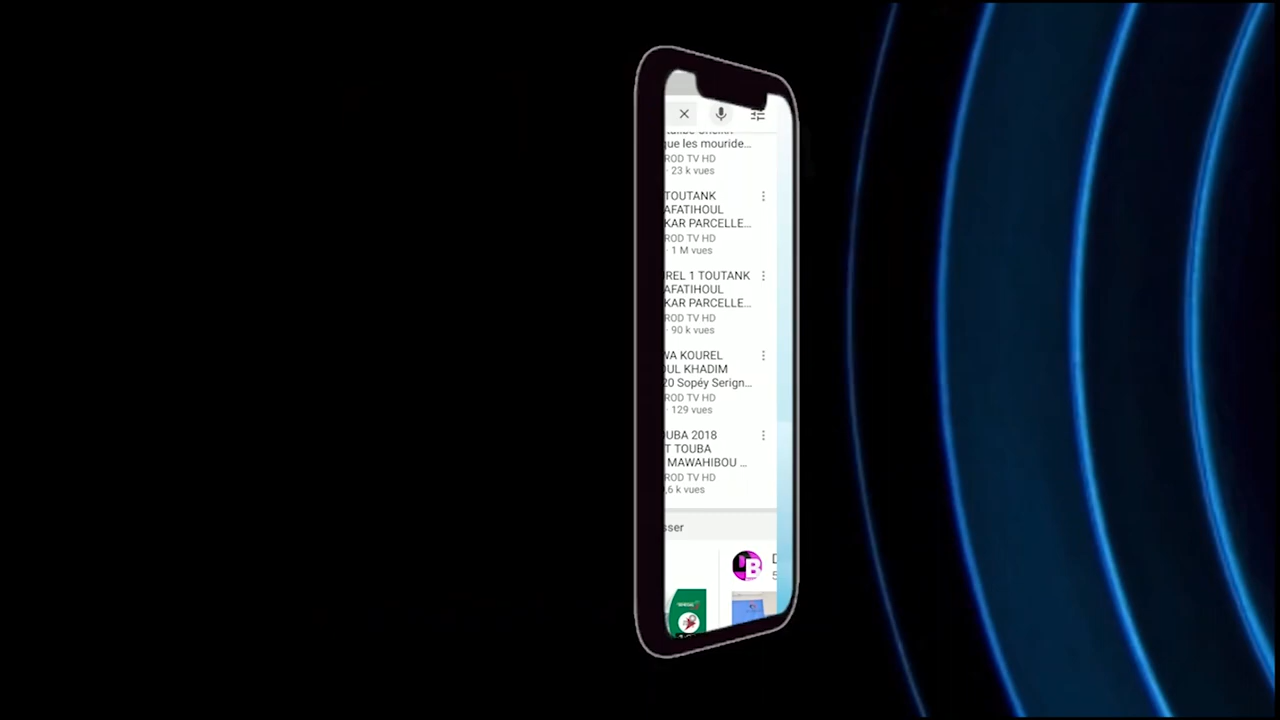 que les mouride...
ROD TV HD
· 23 k vues
TOUTANK
AFATIHOUL
KAR PARCELLE...
ROD TV HD
· 1 M vues
REL 1 TOUTANK
AFATIHOUL
KAR PARCELLE...
ROD TV HD
· 90 k vues
WA KOUREL
OUL KHADIM
20 Sopéy Serign...
ROD TV HD
· 129 vues
OUBA 2018
T TOUBA
MAWAHIBOU ...
ROD TV HD
,6 k vues
sser